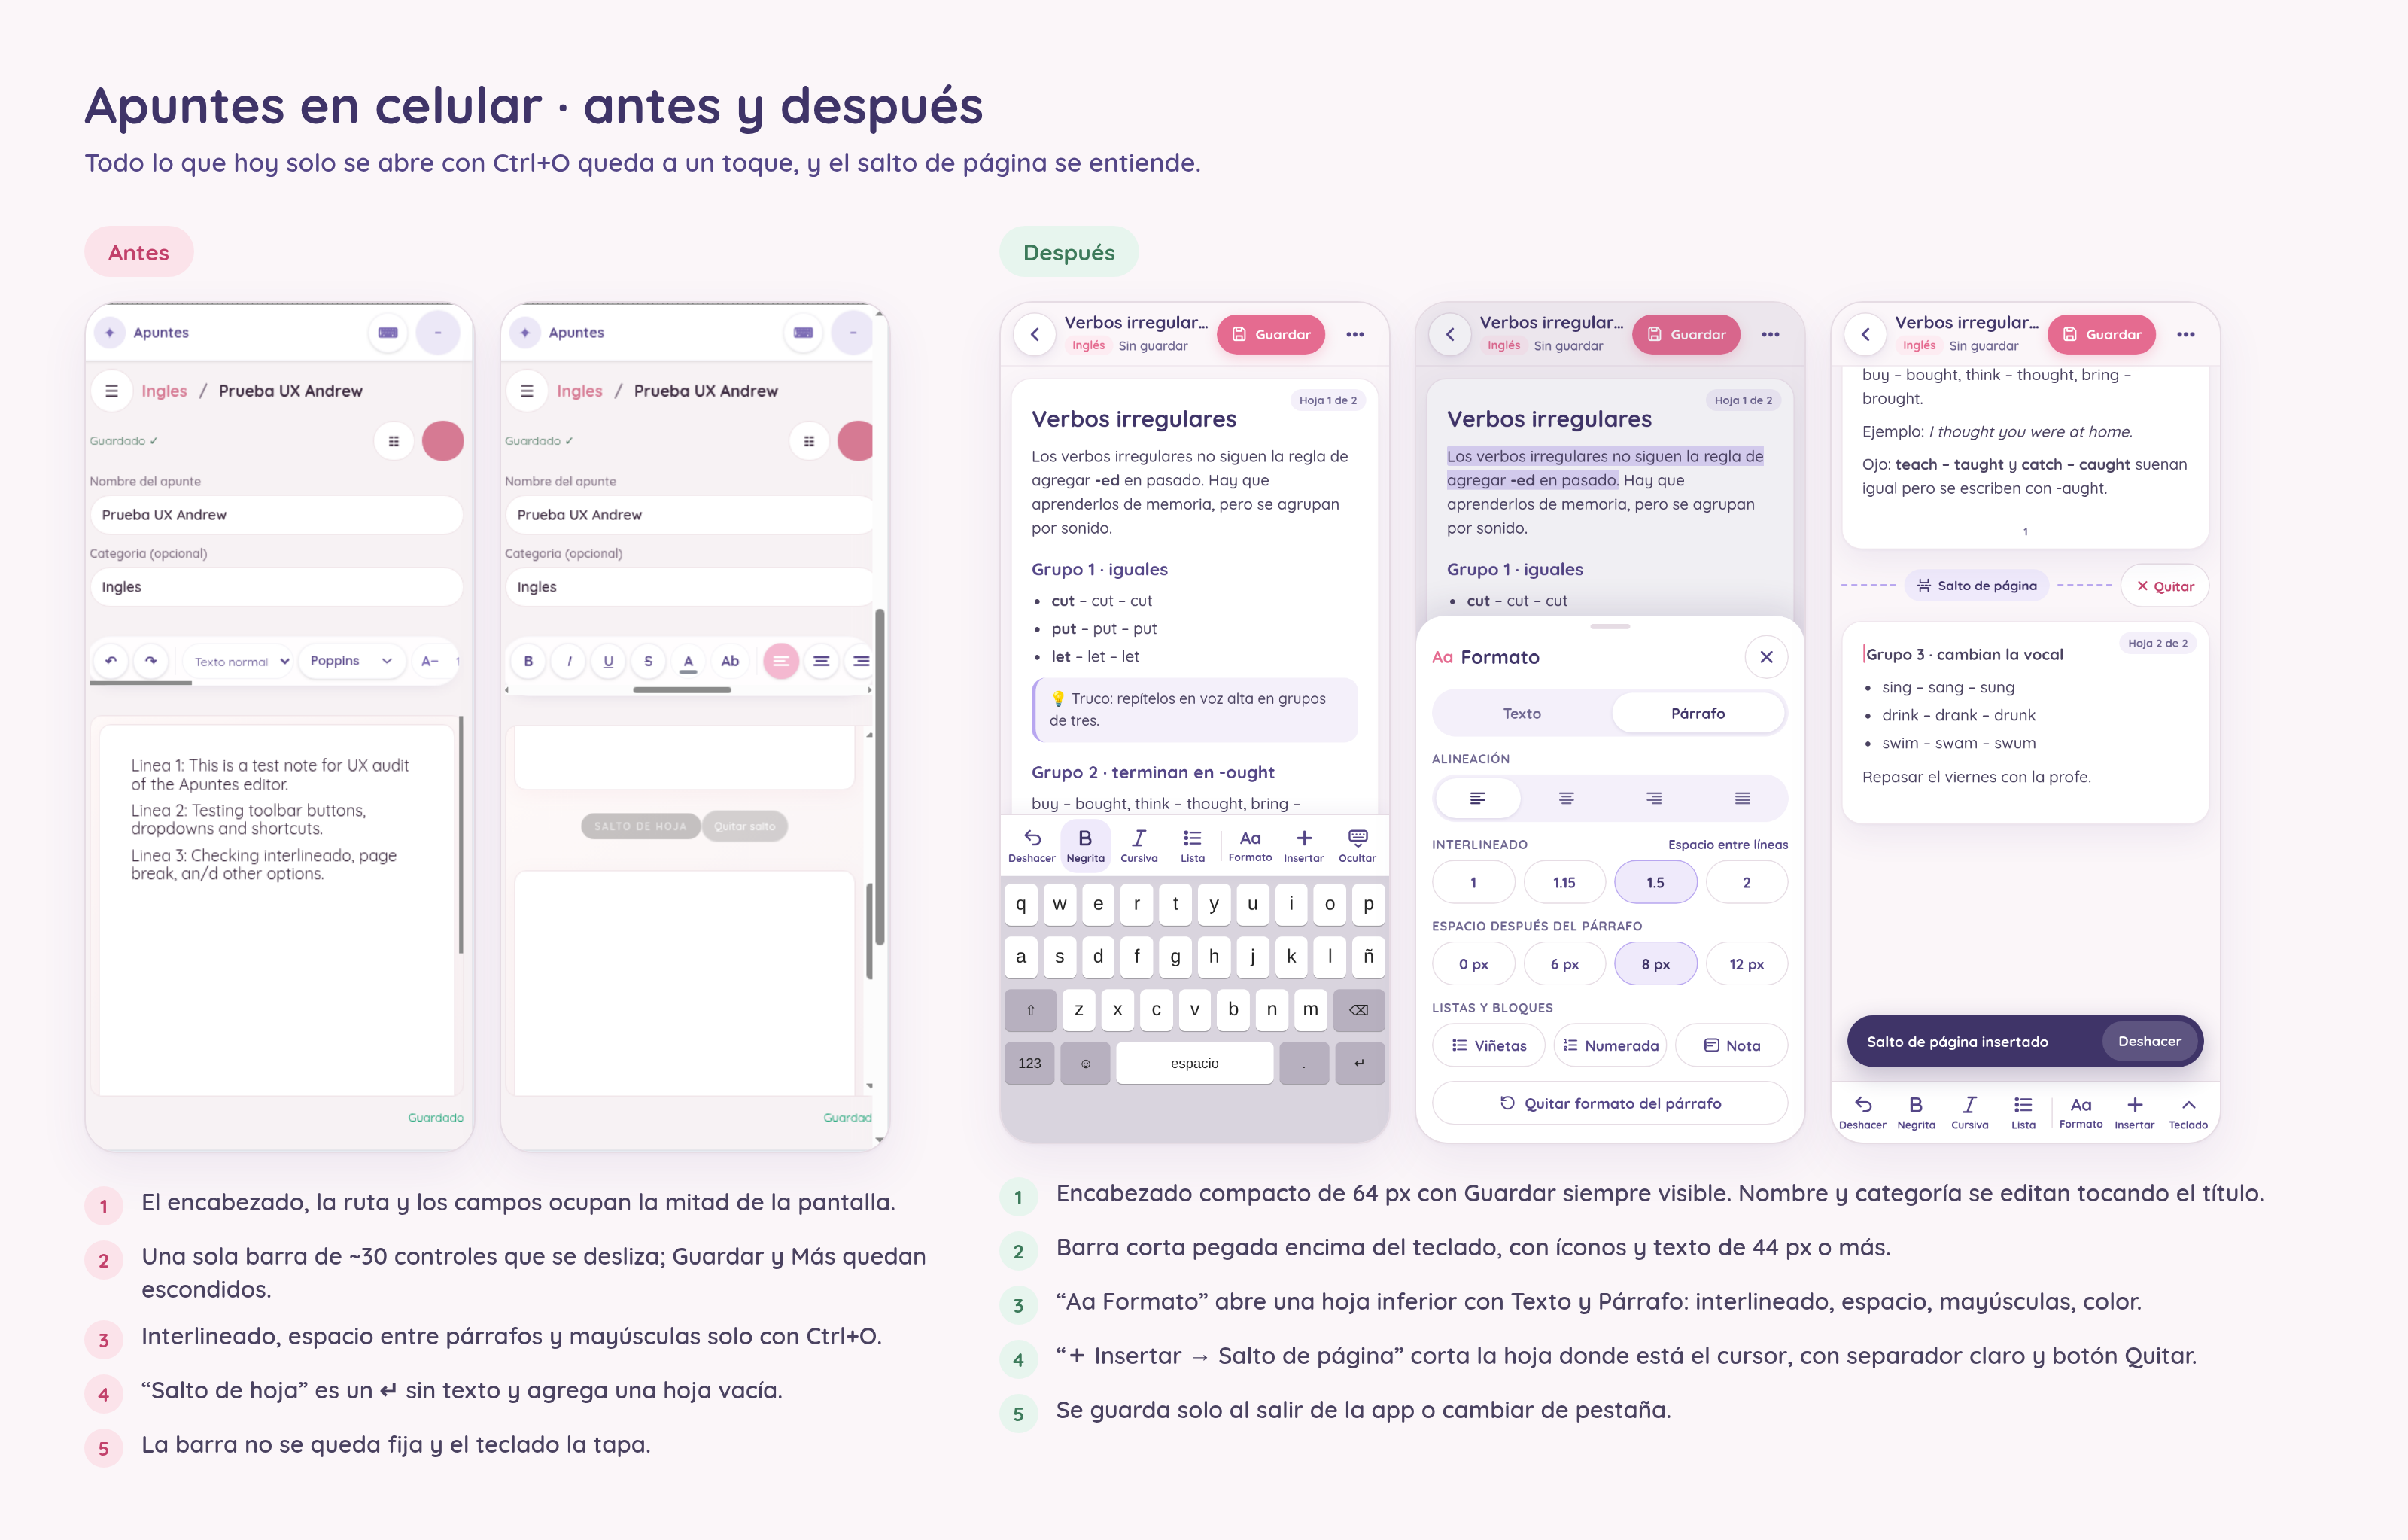 Apuntes en celular · antes y después
Todo lo que hoy solo se abre con Ctrl+O queda a un toque, y el salto de página se entiende.
Antes
Apuntes
Ingles / Prueba UX Andrew
Guardado ✓
Nombre del apunte
Prueba UX Andrew
Categoria (opcional)
Ingles
Texto normal
Poppins
A−
Linea 1: This is a test note for UX audit
of the Apuntes editor.
Linea 2: Testing toolbar buttons,
dropdowns and shortcuts.
Linea 3: Checking interlineado, page
break, an/d other options.
Guardado
Apuntes
Ingles / Prueba UX Andrew
Guardado ✓
Nombre del apunte
Prueba UX Andrew
Categoria (opcional)
Ingles
B I U S A Ab
SALTO DE HOJA
Quitar salto
Guardad
1 El encabezado, la ruta y los campos ocupan la mitad de la pantalla.
2 Una sola barra de ~30 controles que se desliza; Guardar y Más quedan
escondidos.
3 Interlineado, espacio entre párrafos y mayúsculas solo con Ctrl+O.
4 “Salto de hoja” es un ↵ sin texto y agrega una hoja vacía.
5 La barra no se queda fija y el teclado la tapa.
Después
Verbos irregular...
Inglés Sin guardar
Guardar
Hoja 1 de 2
Verbos irregulares
Los verbos irregulares no siguen la regla de
agregar -ed en pasado. Hay que
aprenderlos de memoria, pero se agrupan
por sonido.
Grupo 1 · iguales
• cut – cut – cut
• put – put – put
• let – let – let
💡 Truco: repítelos en voz alta en grupos
de tres.
Grupo 2 · terminan en -ought
buy – bought, think – thought, bring –
Deshacer
B Negrita
I Cursiva
Lista
Aa Formato
+ Insertar
Ocultar
q w e r t y u i o p
a s d f g h j k l ñ
⇧ z x c v b n m ⌫
123 ☺ espacio . ↵
Verbos irregular...
Inglés Sin guardar
Guardar
Hoja 1 de 2
Verbos irregulares
Los verbos irregulares no siguen la regla de
agregar -ed en pasado. Hay que
aprenderlos de memoria, pero se agrupan
por sonido.
Grupo 1 · iguales
• cut – cut – cut
Aa Formato
Texto
Párrafo
ALINEACIÓN
INTERLINEADO
Espacio entre líneas
1 1.15 1.5 2
ESPACIO DESPUÉS DEL PÁRRAFO
0 px 6 px 8 px 12 px
LISTAS Y BLOQUES
Viñetas
Numerada
Nota
Quitar formato del párrafo
Verbos irregular...
Inglés Sin guardar
Guardar
buy – bought, think – thought, bring –
brought.
Ejemplo: I thought you were at home.
Ojo: teach – taught y catch – caught suenan
igual pero se escriben con -aught.
1
Salto de página
✕ Quitar
Hoja 2 de 2
Grupo 3 · cambian la vocal
• sing – sang – sung
• drink – drank – drunk
• swim – swam – swum
Repasar el viernes con la profe.
Salto de página insertado
Deshacer
Deshacer
B Negrita
I Cursiva
Lista
Aa Formato
+ Insertar
Teclado
1 Encabezado compacto de 64 px con Guardar siempre visible. Nombre y categoría se editan tocando el título.
2 Barra corta pegada encima del teclado, con íconos y texto de 44 px o más.
3 “Aa Formato” abre una hoja inferior con Texto y Párrafo: interlineado, espacio, mayúsculas, color.
4 “+ Insertar → Salto de página” corta la hoja donde está el cursor, con separador claro y botón Quitar.
5 Se guarda solo al salir de la app o cambiar de pestaña.